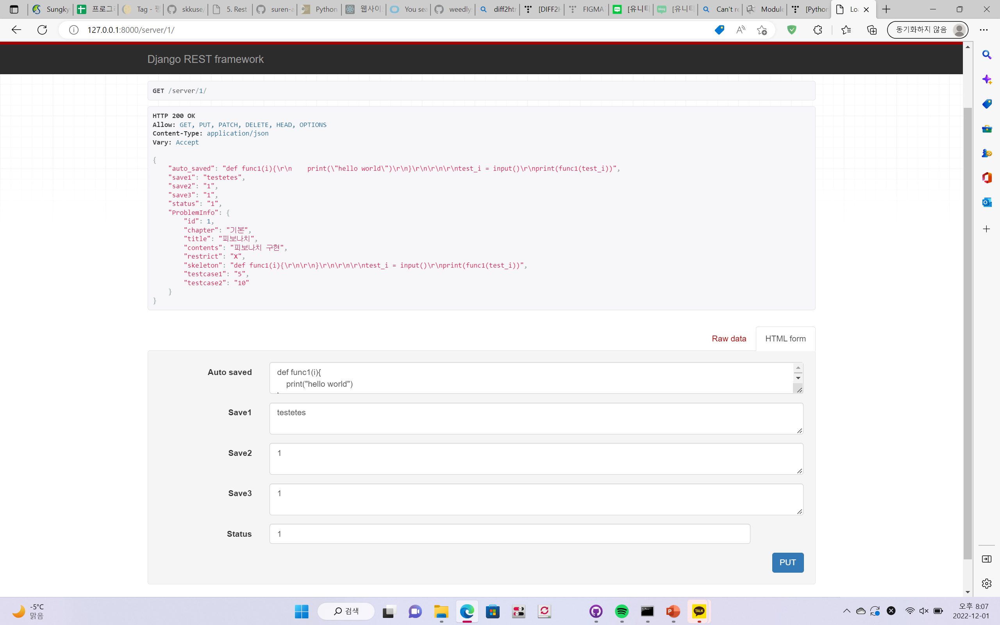 Sungky
프로그
Tag - 평
skkuse/
5. Rest
suren-a
Python
웹사이
You sea
weedly
diff2htr
[DIFF2H
FIGMA
[유니티
[유니티
Can't re
Module
[Python
Lo
127.0.0.1:8000/server/1/
동기화하지 않음
Django REST framework
GET /server/1/
HTTP 200 OK
Allow: GET, PUT, PATCH, DELETE, HEAD, OPTIONS
Content-Type: application/json
Vary: Accept
{
"auto_saved": "def func1(i){\r\n    print(\"hello world\")\r\n}\r\n\r\n\r\ntest_i = input()\r\nprint(func1(test_i))",
"save1": "testetes",
"save2": "1",
"save3": "1",
"status": "1",
"ProblemInfo": {
"id": 1,
"chapter": "기본",
"title": "피보나치",
"contents": "피보나치 구현",
"restrict": "X",
"skeleton": "def func1(i){\r\n\r\n}\r\n\r\n\r\ntest_i = input()\r\nprint(func1(test_i))",
"testcase1": "5",
"testcase2": "10"
}
}
Raw data
HTML form
Auto saved
def func1(i){
print("hello world")
Save1
testetes
Save2
1
Save3
1
Status
1
PUT
-5°C
맑음
검색
TALK
오후 8:07
2022-12-01